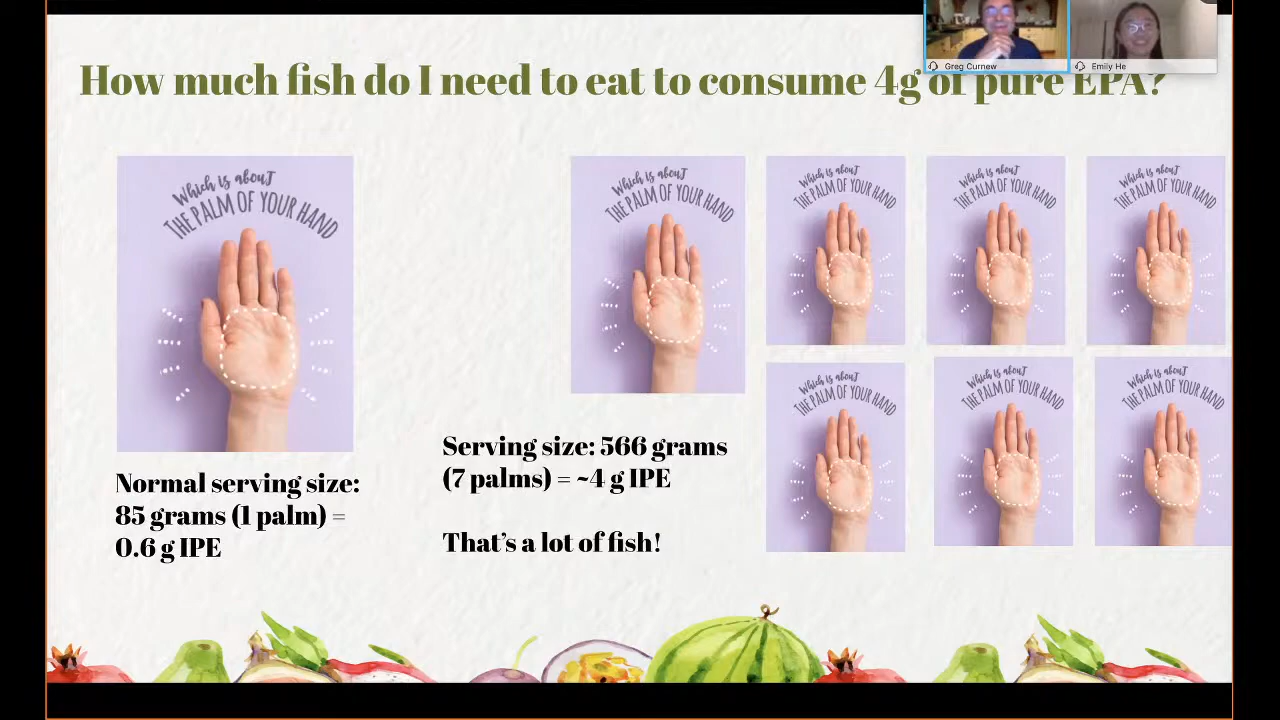 Greg Curnew
Emily He
How much fish do I need to eat to consume 4g of pure EPA?
Which is about
THE PALM OF YOUR HAND
Which is about
THE PALM OF YOUR HAND
Which is about
THE PALM OF YOUR HAND
Which is about
THE PALM OF YOUR HAND
Which is about
THE PALM OF YOUR HAND
Which is about
THE PALM OF YOUR HAND
Which is about
THE PALM OF YOUR HAND
Which is about
THE PALM OF YOUR HAND
Normal serving size:
85 grams (1 palm) =
0.6 g IPE
Serving size: 566 grams
(7 palms) = ~4 g IPE
That's a lot of fish!